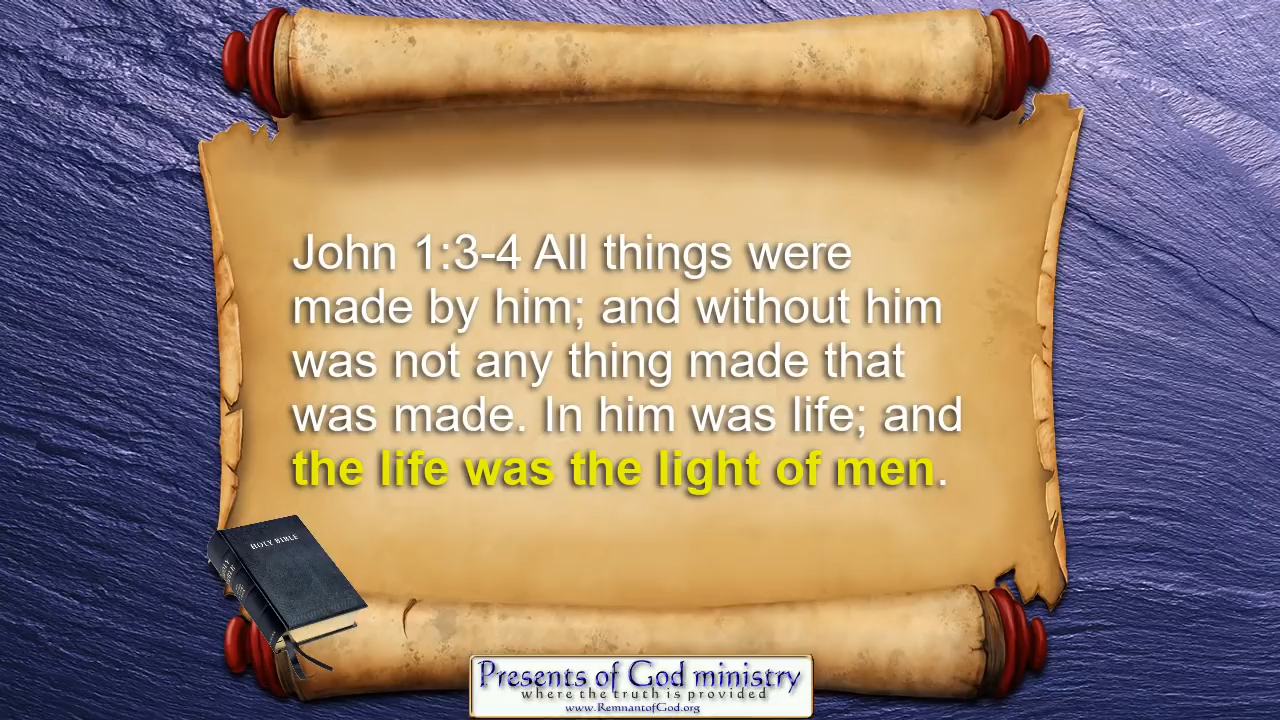 John 1:3-4 All things were
made by him; and without him
was not any thing made that
was made. In him was life; and
the life was the light of men.
HOLY BIBLE
Presents of God ministry
where the truth is provided
www.RemnantofGod.org